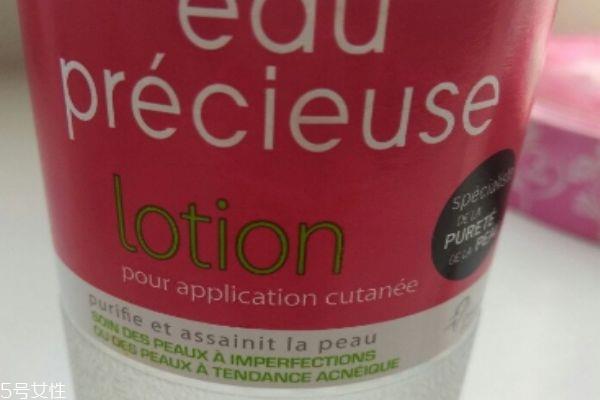 eau
précieuse
lotion
pour application cutanée
spécialiste
DE LA
PURETÉ
DE LA PEAU
purifie et assainit la peau
SOIN DES PEAUX À IMPERFECTIONS
OU DES PEAUX À TENDANCE ACNÉIQUE
5号女性